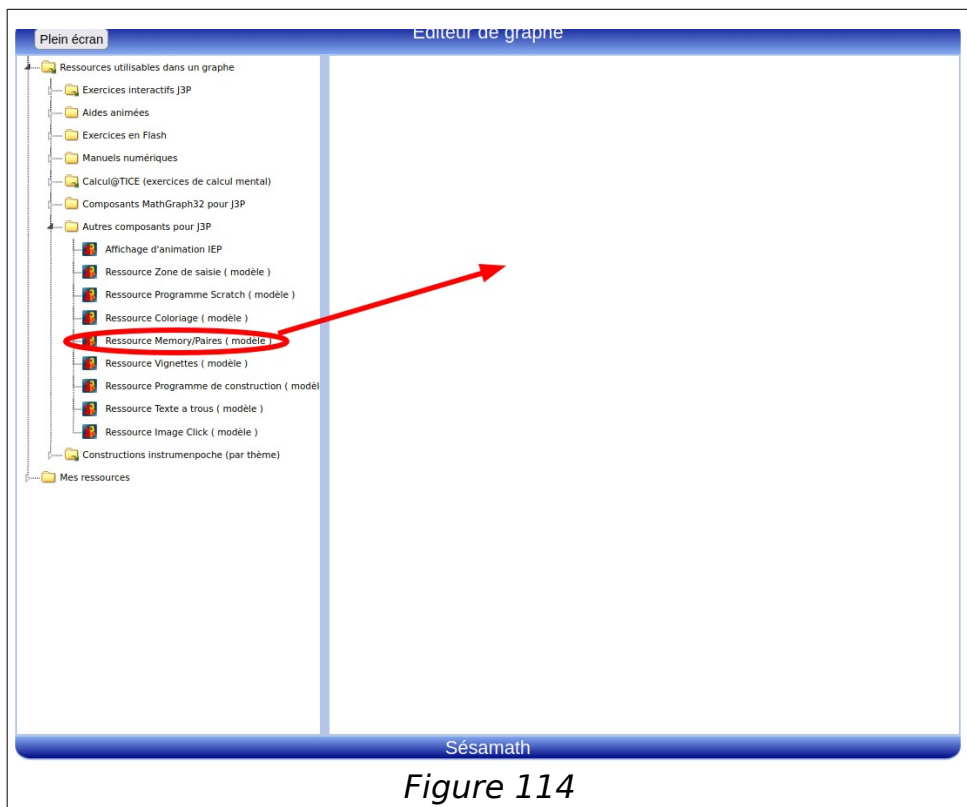 Plein écran
Editeur de graphe
Ressources utilisables dans un graphe
Exercices interactifs J3P
Aides animées
Exercices en Flash
Manuels numériques
Calcul@TICE (exercices de calcul mental)
Composants MathGraph32 pour J3P
Autres composants pour J3P
Affichage d'animation IEP
Ressource Zone de saisie ( modèle )
Ressource Programme Scratch ( modèle )
Ressource Coloriage ( modèle )
Ressource Memory/Paires ( modèle )
Ressource Vignettes ( modèle )
Ressource Programme de construction ( modèl
Ressource Texte a trous ( modèle )
Ressource Image Click ( modèle )
Constructions instrumenpoche (par thème)
Mes ressources
Sésamath
Figure 114